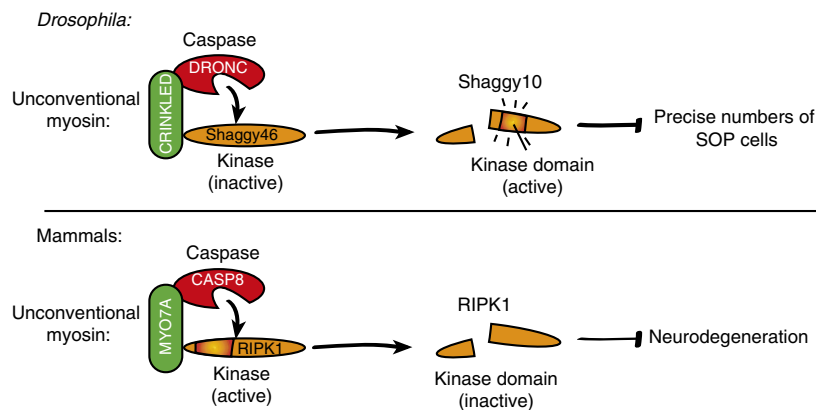 Drosophila:
Caspase
DRONC
Unconventional
myosin:
CRINKLED
Shaggy46
Kinase
(inactive)
Shaggy10
Kinase domain
(active)
Precise numbers of
SOP cells
Mammals:
Caspase
CASP8
Unconventional
myosin:
MYO7A
RIPK1
Kinase
(active)
RIPK1
Kinase domain
(inactive)
Neurodegeneration